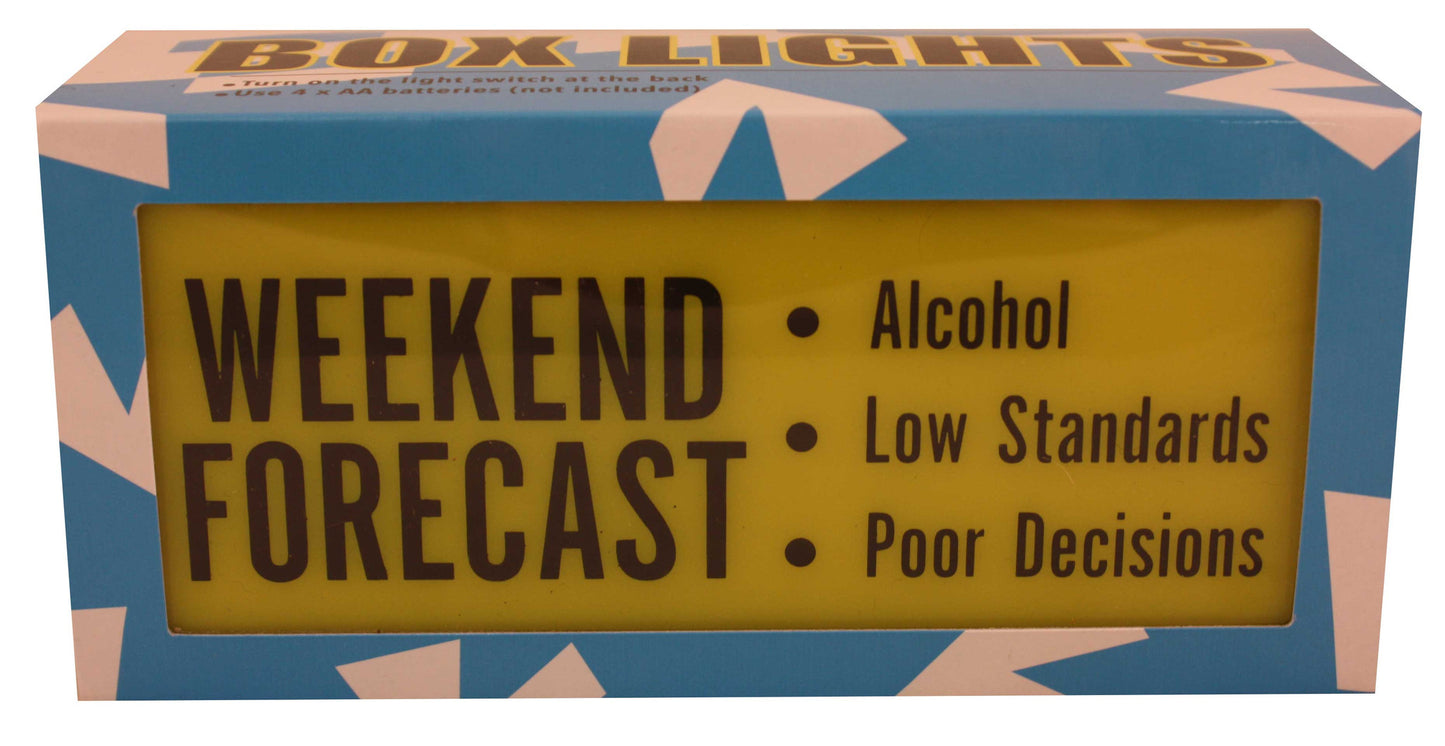 BOX LIGHTS
• Turn on the light switch at the back
• Use 4 x AA batteries (not included)
WEEKEND
FORECAST
• Alcohol
• Low Standards
• Poor Decisions